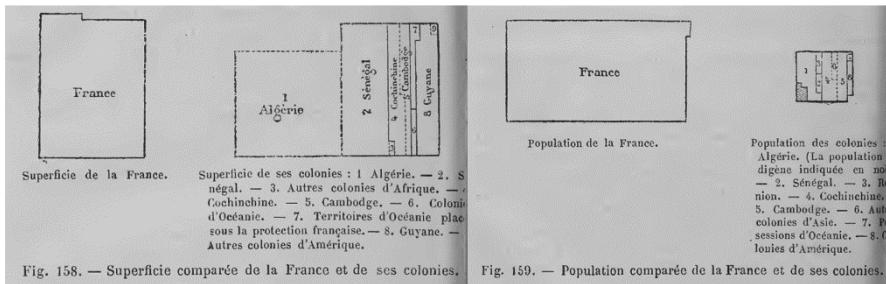 France
1
Algérie
2 Sénégal
3
4 Cochinchine
5 Cambodge
6
7
8 Guyane
9
Superficie de la France.
Superficie de ses colonies : 1 Algérie. — 2. S
négal. — 3. Autres colonies d'Afrique. —
Cochinchine. — 5. Cambodge. — 6. Coloni
d'Océanie. — 7. Territoires d'Océanie plac
sous la protection française. — 8. Guyane. —
Autres colonies d'Amérique.
Fig. 158. — Superficie comparée de la France et de ses colonies.
France
1
Population de la France.
Population des colonies :
Algérie. (La population
digène indiquée en no
— 2. Sénégal. — 3. R
nion. — 4. Cochinchine.
5. Cambodge. — 6. Aut
colonies d'Asie. — 7. P
sessions d'Océanie. — 8. C
lonies d'Amérique.
Fig. 159. — Population comparée de la France et de ses colonies.